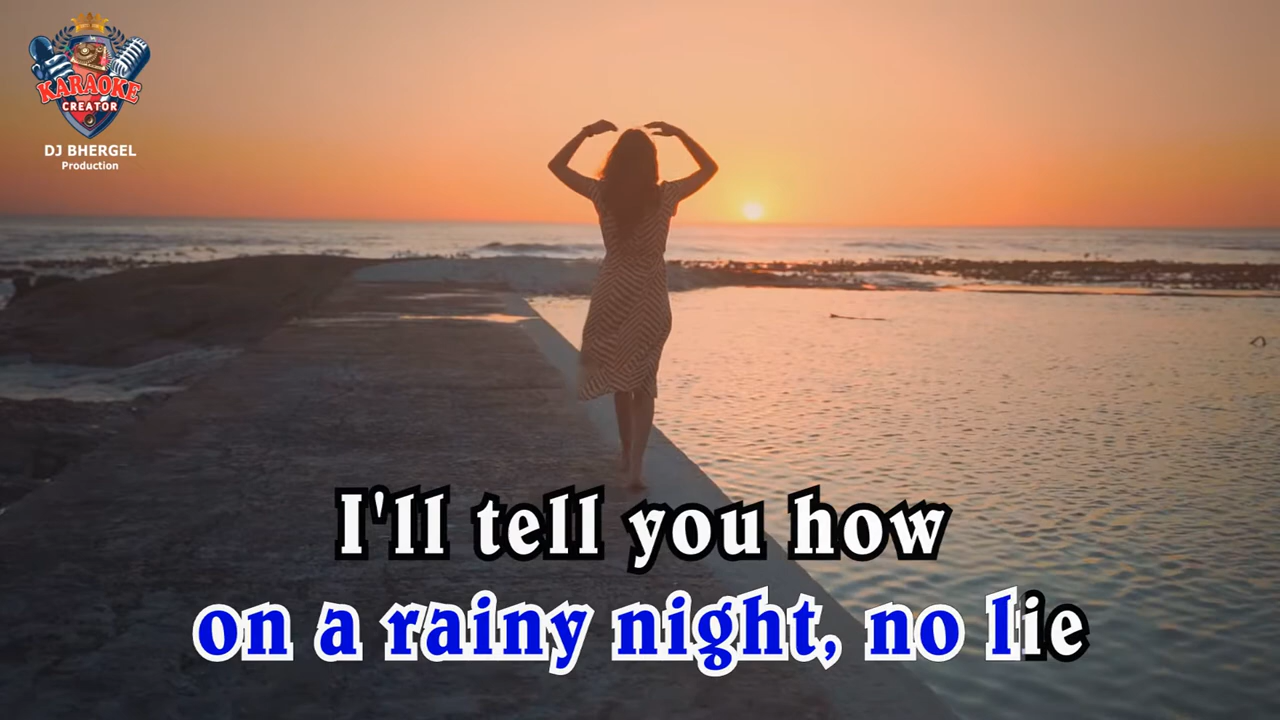 KARAOKE
CREATOR
DJ BHERGEL
Production
I'll tell you how
on a rainy night, no lie